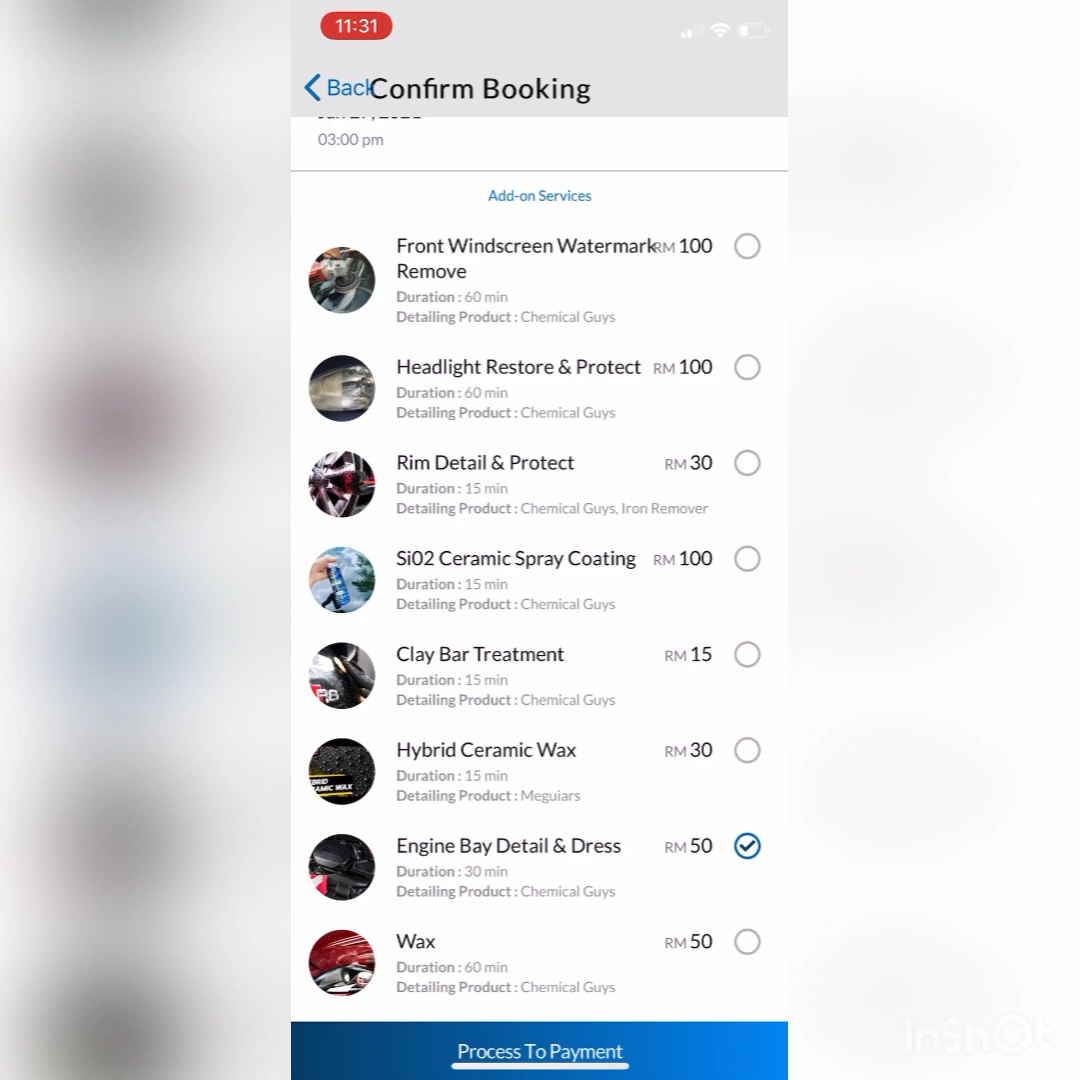 11:31
Back
Confirm Booking
03:00 pm
Add-on Services
Front Windscreen Watermark RM 100
Remove
Duration : 60 min
Detailing Product : Chemical Guys
Headlight Restore & Protect RM 100
Duration : 60 min
Detailing Product : Chemical Guys
Rim Detail & Protect RM 30
Duration : 15 min
Detailing Product : Chemical Guys, Iron Remover
Si02 Ceramic Spray Coating RM 100
Duration : 15 min
Detailing Product : Chemical Guys
Clay Bar Treatment RM 15
Duration : 15 min
Detailing Product : Chemical Guys
Hybrid Ceramic Wax RM 30
Duration : 15 min
Detailing Product : Meguiars
Engine Bay Detail & Dress RM 50
Duration : 30 min
Detailing Product : Chemical Guys
Wax RM 50
Duration : 60 min
Detailing Product : Chemical Guys
Process To Payment
InShOt